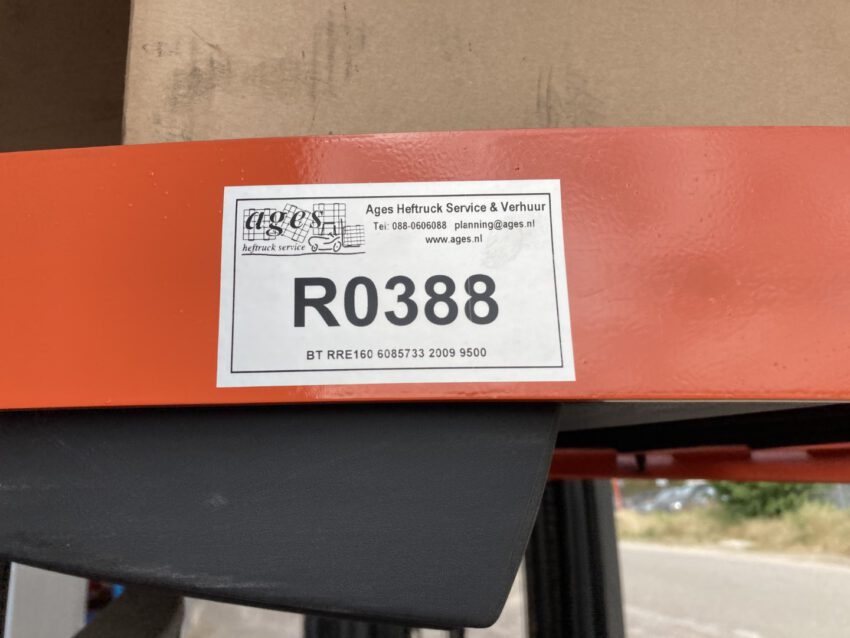 ages
heftruck service
Ages Heftruck Service & Verhuur
Tel: 088-0606088 planning@ages.nl
www.ages.nl
R0388
BT RRE160 6085733 2009 9500